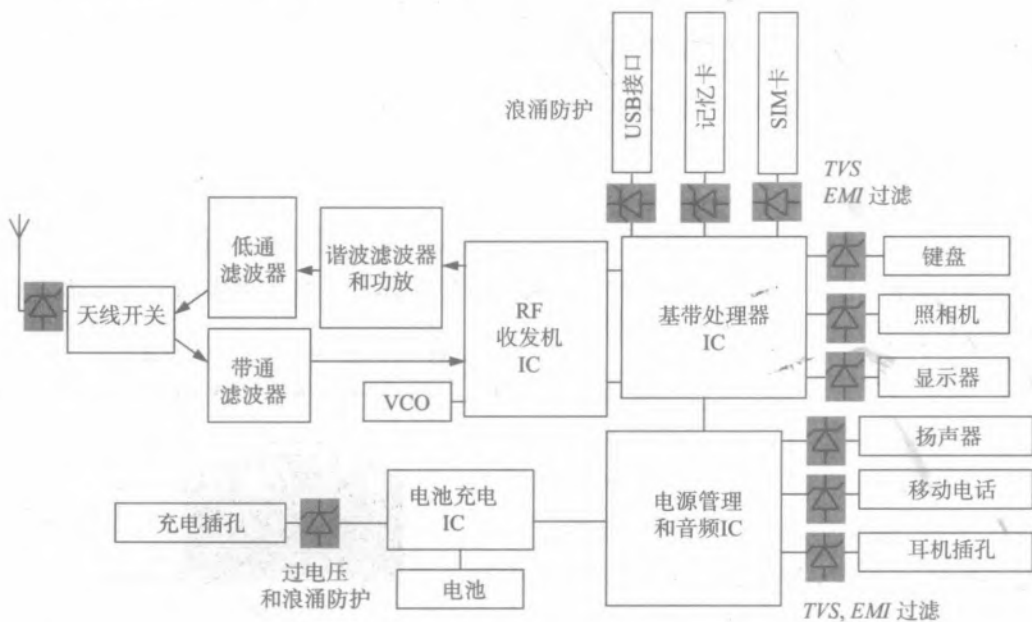 USB接口
记忆卡
SIM卡
浪涌防护
TVS
EMI 过滤
低通
滤波器
谐波滤波器
和功放
天线开关
带通
滤波器
RF
收发机
IC
VCO
基带处理器
IC
键盘
照相机
显示器
扬声器
移动电话
耳机插孔
电源管理
和音频IC
电池充电
IC
充电插孔
过电压
和浪涌防护
电池
TVS, EMI 过滤